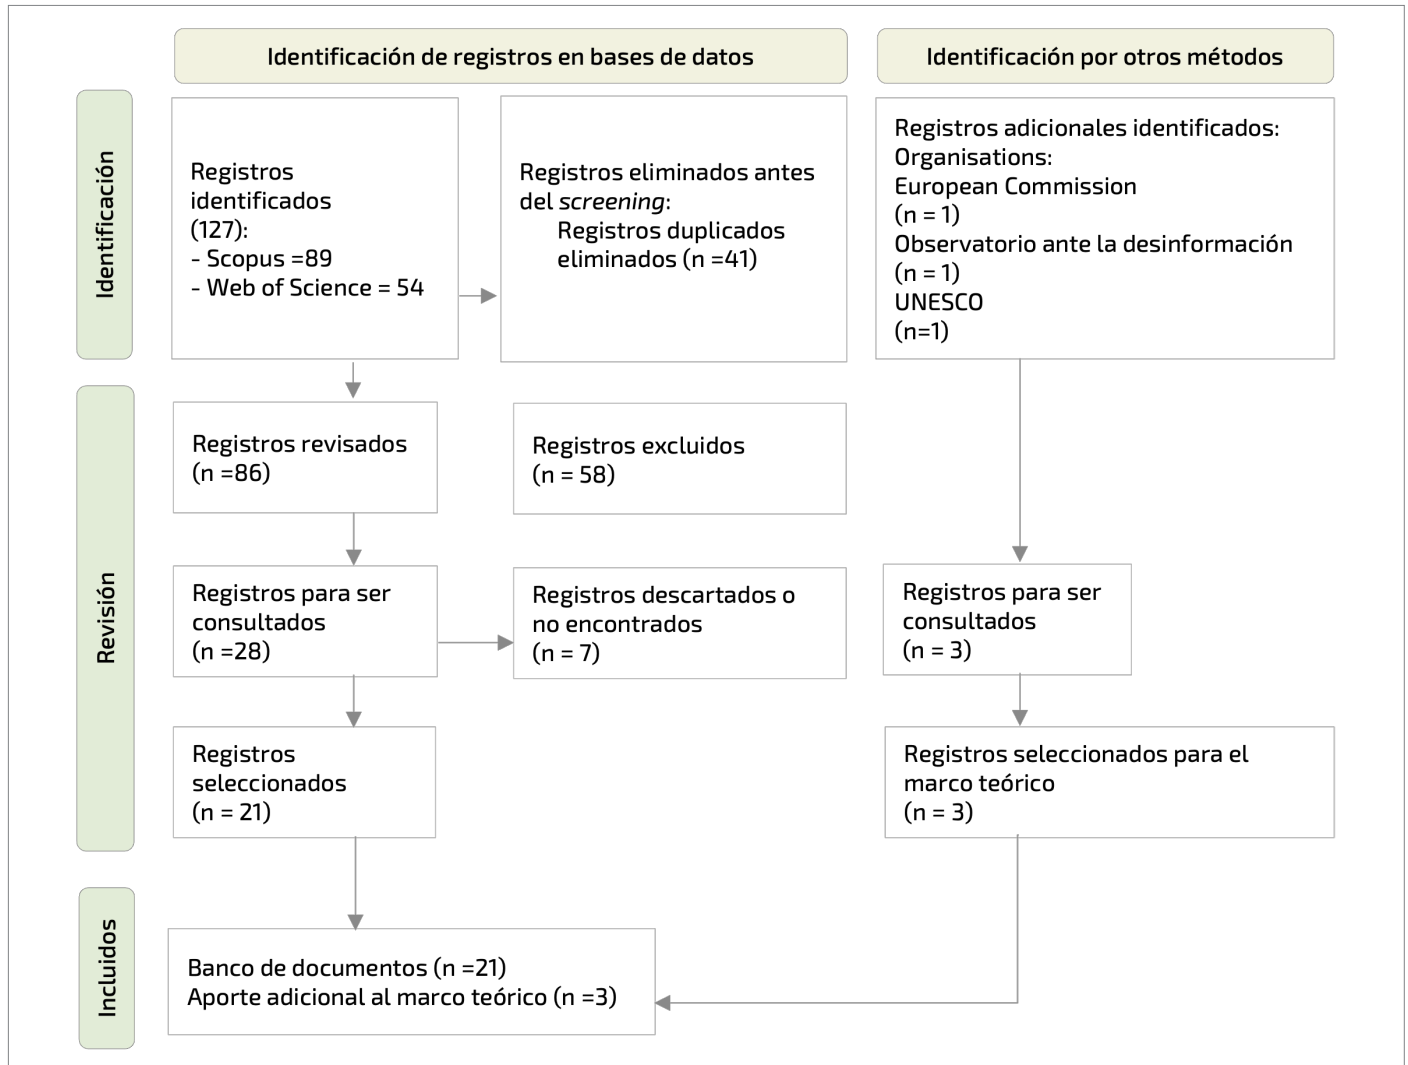 Identificación de registros en bases de datos
Identificación por otros métodos
Identificación
Registros
identificados
(127):
- Scopus =89
- Web of Science = 54
Registros eliminados antes
del screening:
Registros duplicados
eliminados (n =41)
Registros adicionales identificados:
Organisations:
European Commission
(n = 1)
Observatorio ante la desinformación
(n = 1)
UNESCO
(n=1)
Revisión
Registros revisados
(n =86)
Registros excluidos
(n = 58)
Registros para ser
consultados
(n =28)
Registros descartados o
no encontrados
(n = 7)
Registros para ser
consultados
(n = 3)
Registros
seleccionados
(n = 21)
Registros seleccionados para el
marco teórico
(n = 3)
Incluidos
Banco de documentos (n =21)
Aporte adicional al marco teórico (n =3)